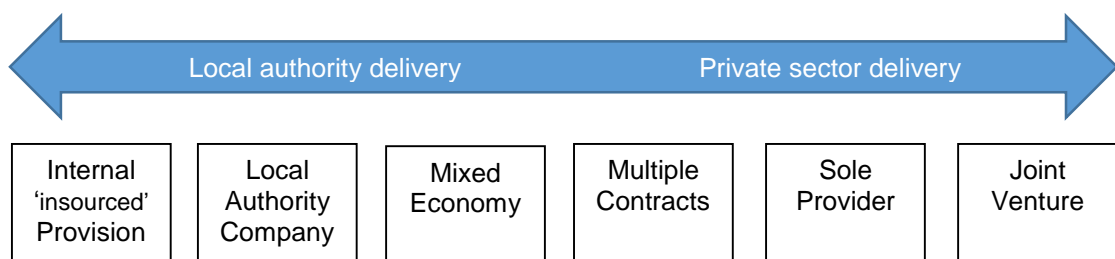 Local authority delivery
Private sector delivery
Internal
‘insourced’
Provision
Local
Authority
Company
Mixed
Economy
Multiple
Contracts
Sole
Provider
Joint
Venture